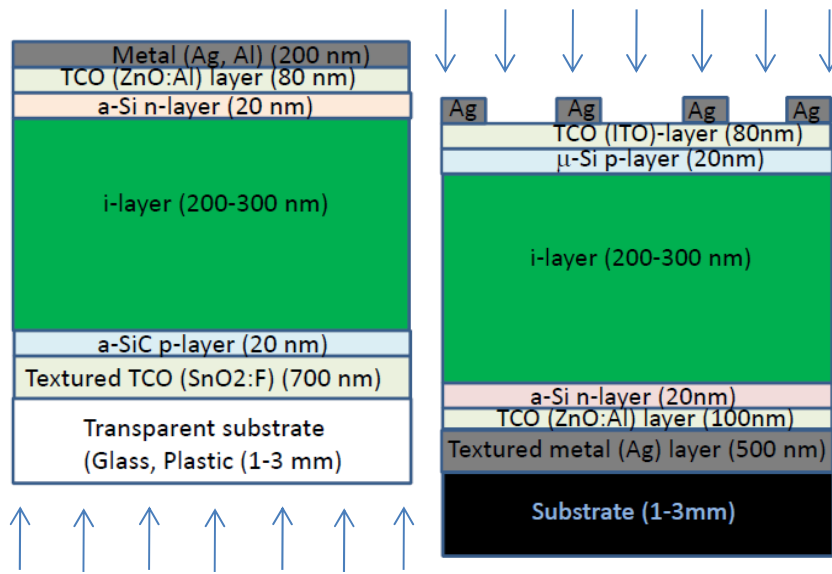 Metal (Ag, Al) (200 nm)
TCO (ZnO:Al) layer (80 nm)
a-Si n-layer (20 nm)
i-layer (200-300 nm)
a-SiC p-layer (20 nm)
Textured TCO (SnO2:F) (700 nm)
Transparent substrate
(Glass, Plastic (1-3 mm)
Ag Ag Ag Ag
TCO (ITO)-layer (80nm)
μ-Si p-layer (20nm)
i-layer (200-300 nm)
a-Si n-layer (20nm)
TCO (ZnO:Al) layer (100nm)
Textured metal (Ag) layer (500 nm)
Substrate (1-3mm)